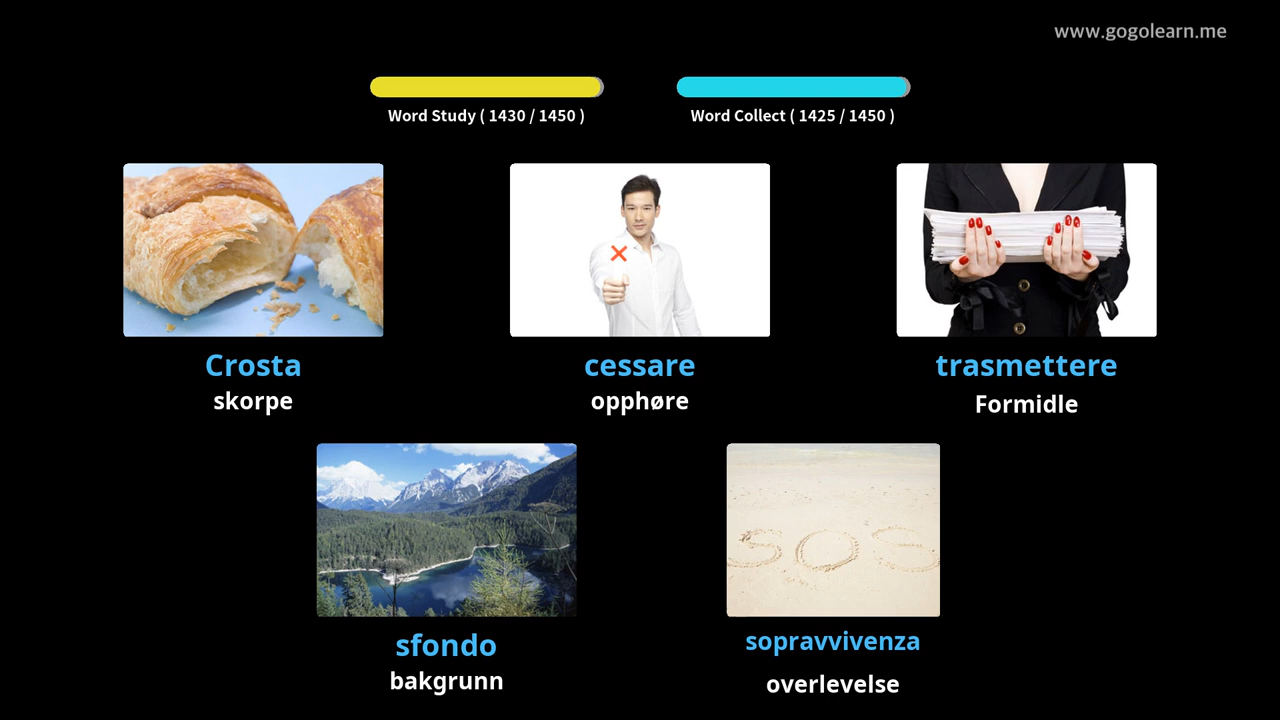 www.gogolearn.me
Word Study ( 1430 / 1450 )
Word Collect ( 1425 / 1450 )
Crosta
skorpe
cessare
opphøre
trasmettere
Formidle
sfondo
bakgrunn
SOS
sopravvivenza
overlevelse